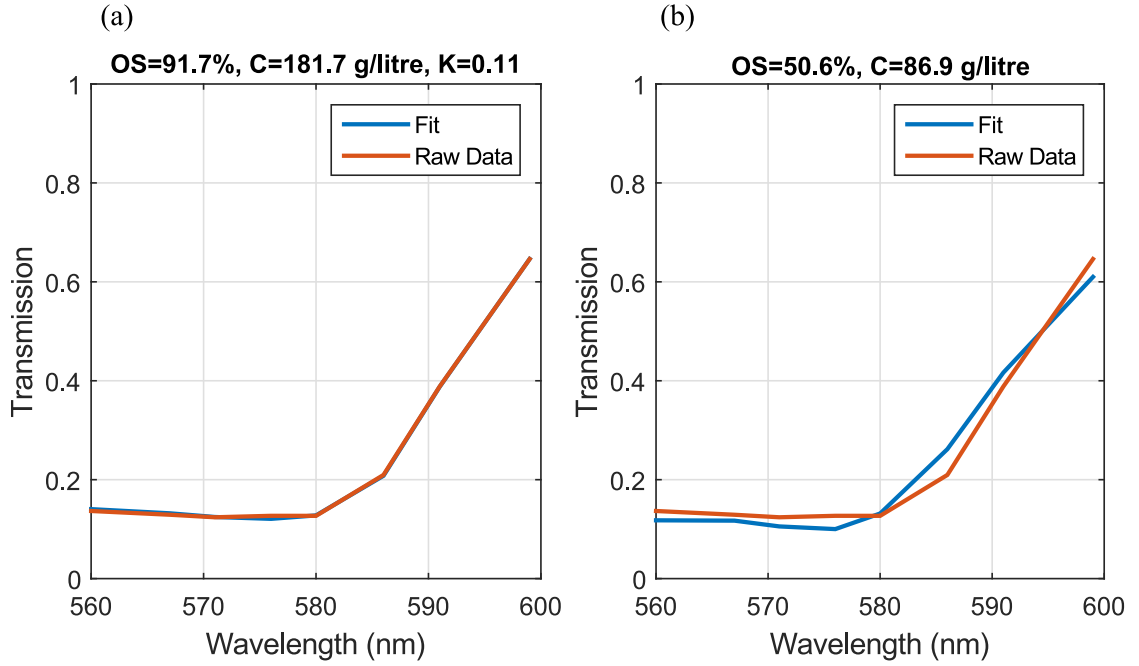 (a)
OS=91.7%, C=181.7 g/litre, K=0.11
1
0.8
0.6
0.4
0.2
0
Transmission
Fit
Raw Data
560
570
580
590
600
Wavelength (nm)
(b)
OS=50.6%, C=86.9 g/litre
1
0.8
0.6
0.4
0.2
0
Transmission
Fit
Raw Data
560
570
580
590
600
Wavelength (nm)